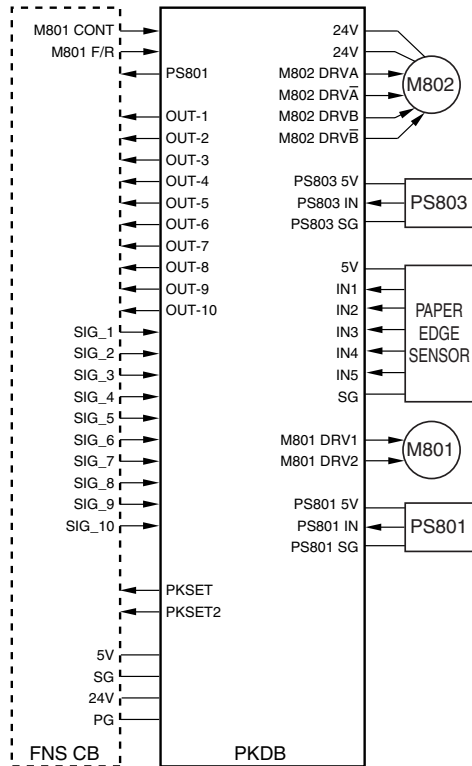 M801 CONT
M801 F/R
PS801
OUT-1
OUT-2
OUT-3
OUT-4
OUT-5
OUT-6
OUT-7
OUT-8
OUT-9
OUT-10
SIG_1
SIG_2
SIG_3
SIG_4
SIG_5
SIG_6
SIG_7
SIG_8
SIG_9
SIG_10
PKSET
PKSET2
5V
SG
24V
PG
FNS CB
24V
24V
M802 DRVA
M802 DRVA̅
M802 DRVB
M802 DRVB̅
M802
PS803 5V
PS803 IN
PS803 SG
PS803
5V
IN1
IN2
IN3
IN4
IN5
SG
PAPER
EDGE
SENSOR
M801 DRV1
M801 DRV2
M801
PS801 5V
PS801 IN
PS801 SG
PS801
PKDB